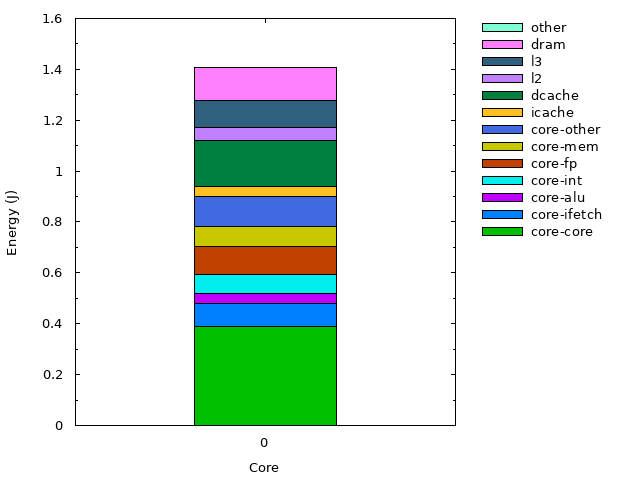 1.6
1.4
1.2
1
0.8
0.6
0.4
0.2
0
Energy (J)
0
Core
other
dram
l3
l2
dcache
icache
core-other
core-mem
core-fp
core-int
core-alu
core-ifetch
core-core